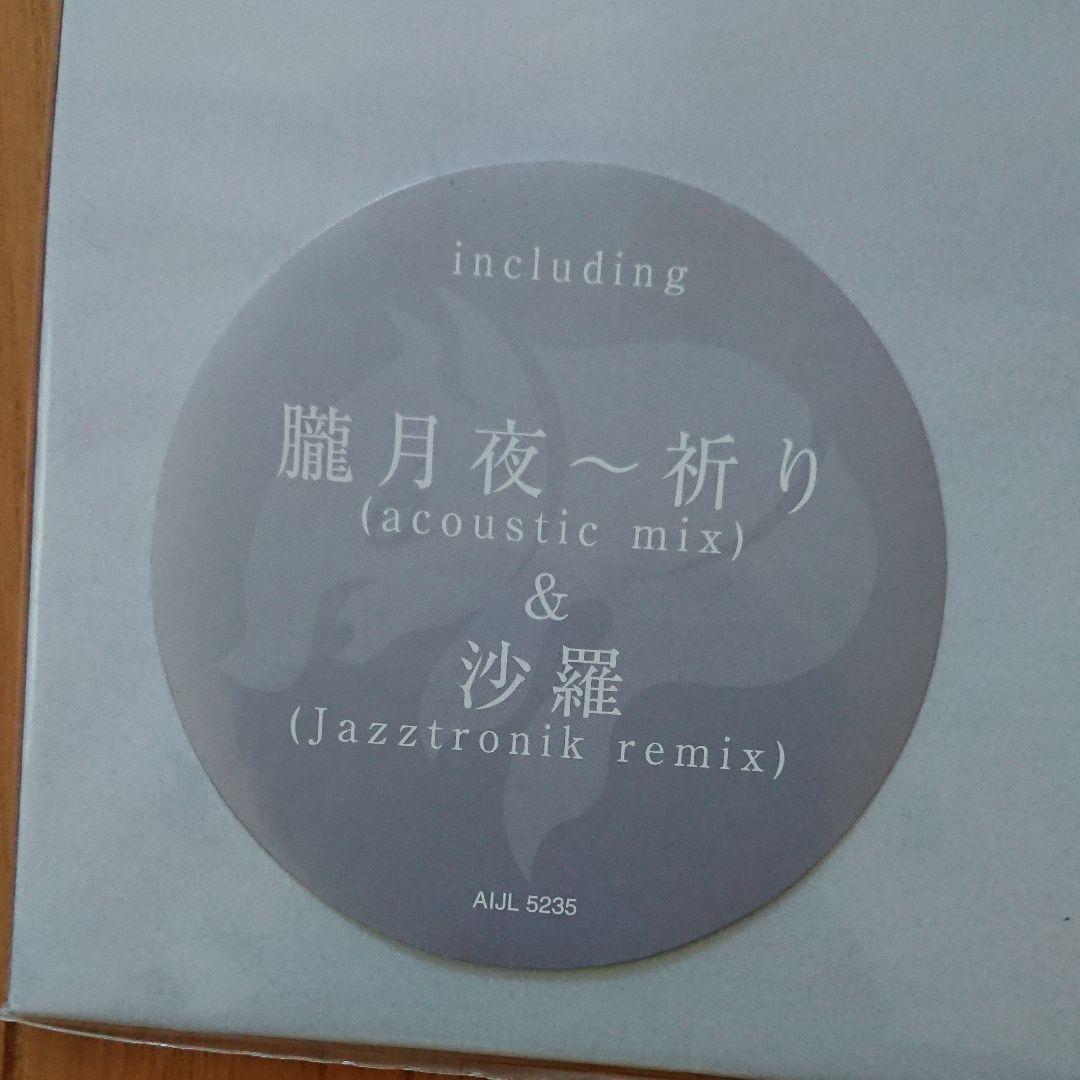 including
朧月夜～祈り
(acoustic mix)
&
沙羅
(Jazztronik remix)
AIJL 5235